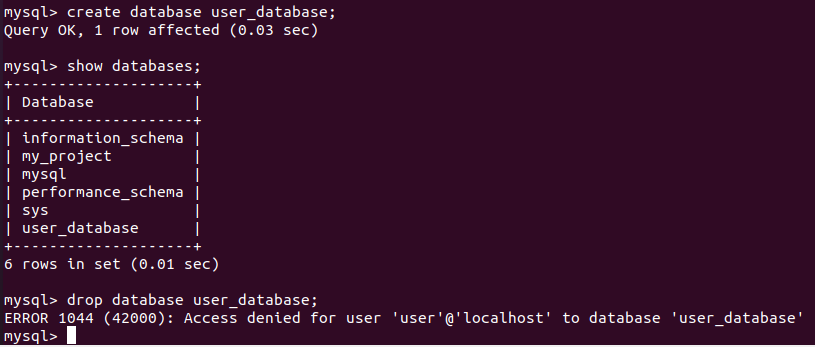 mysql> create database user_database;
Query OK, 1 row affected (0.03 sec)
mysql> show databases;
+--------------------+
| Database           |
+--------------------+
| information_schema |
| my_project         |
| mysql              |
| performance_schema |
| sys                |
| user_database      |
+--------------------+
6 rows in set (0.01 sec)
mysql> drop database user_database;
ERROR 1044 (42000): Access denied for user 'user'@'localhost' to database 'user_database'
mysql>